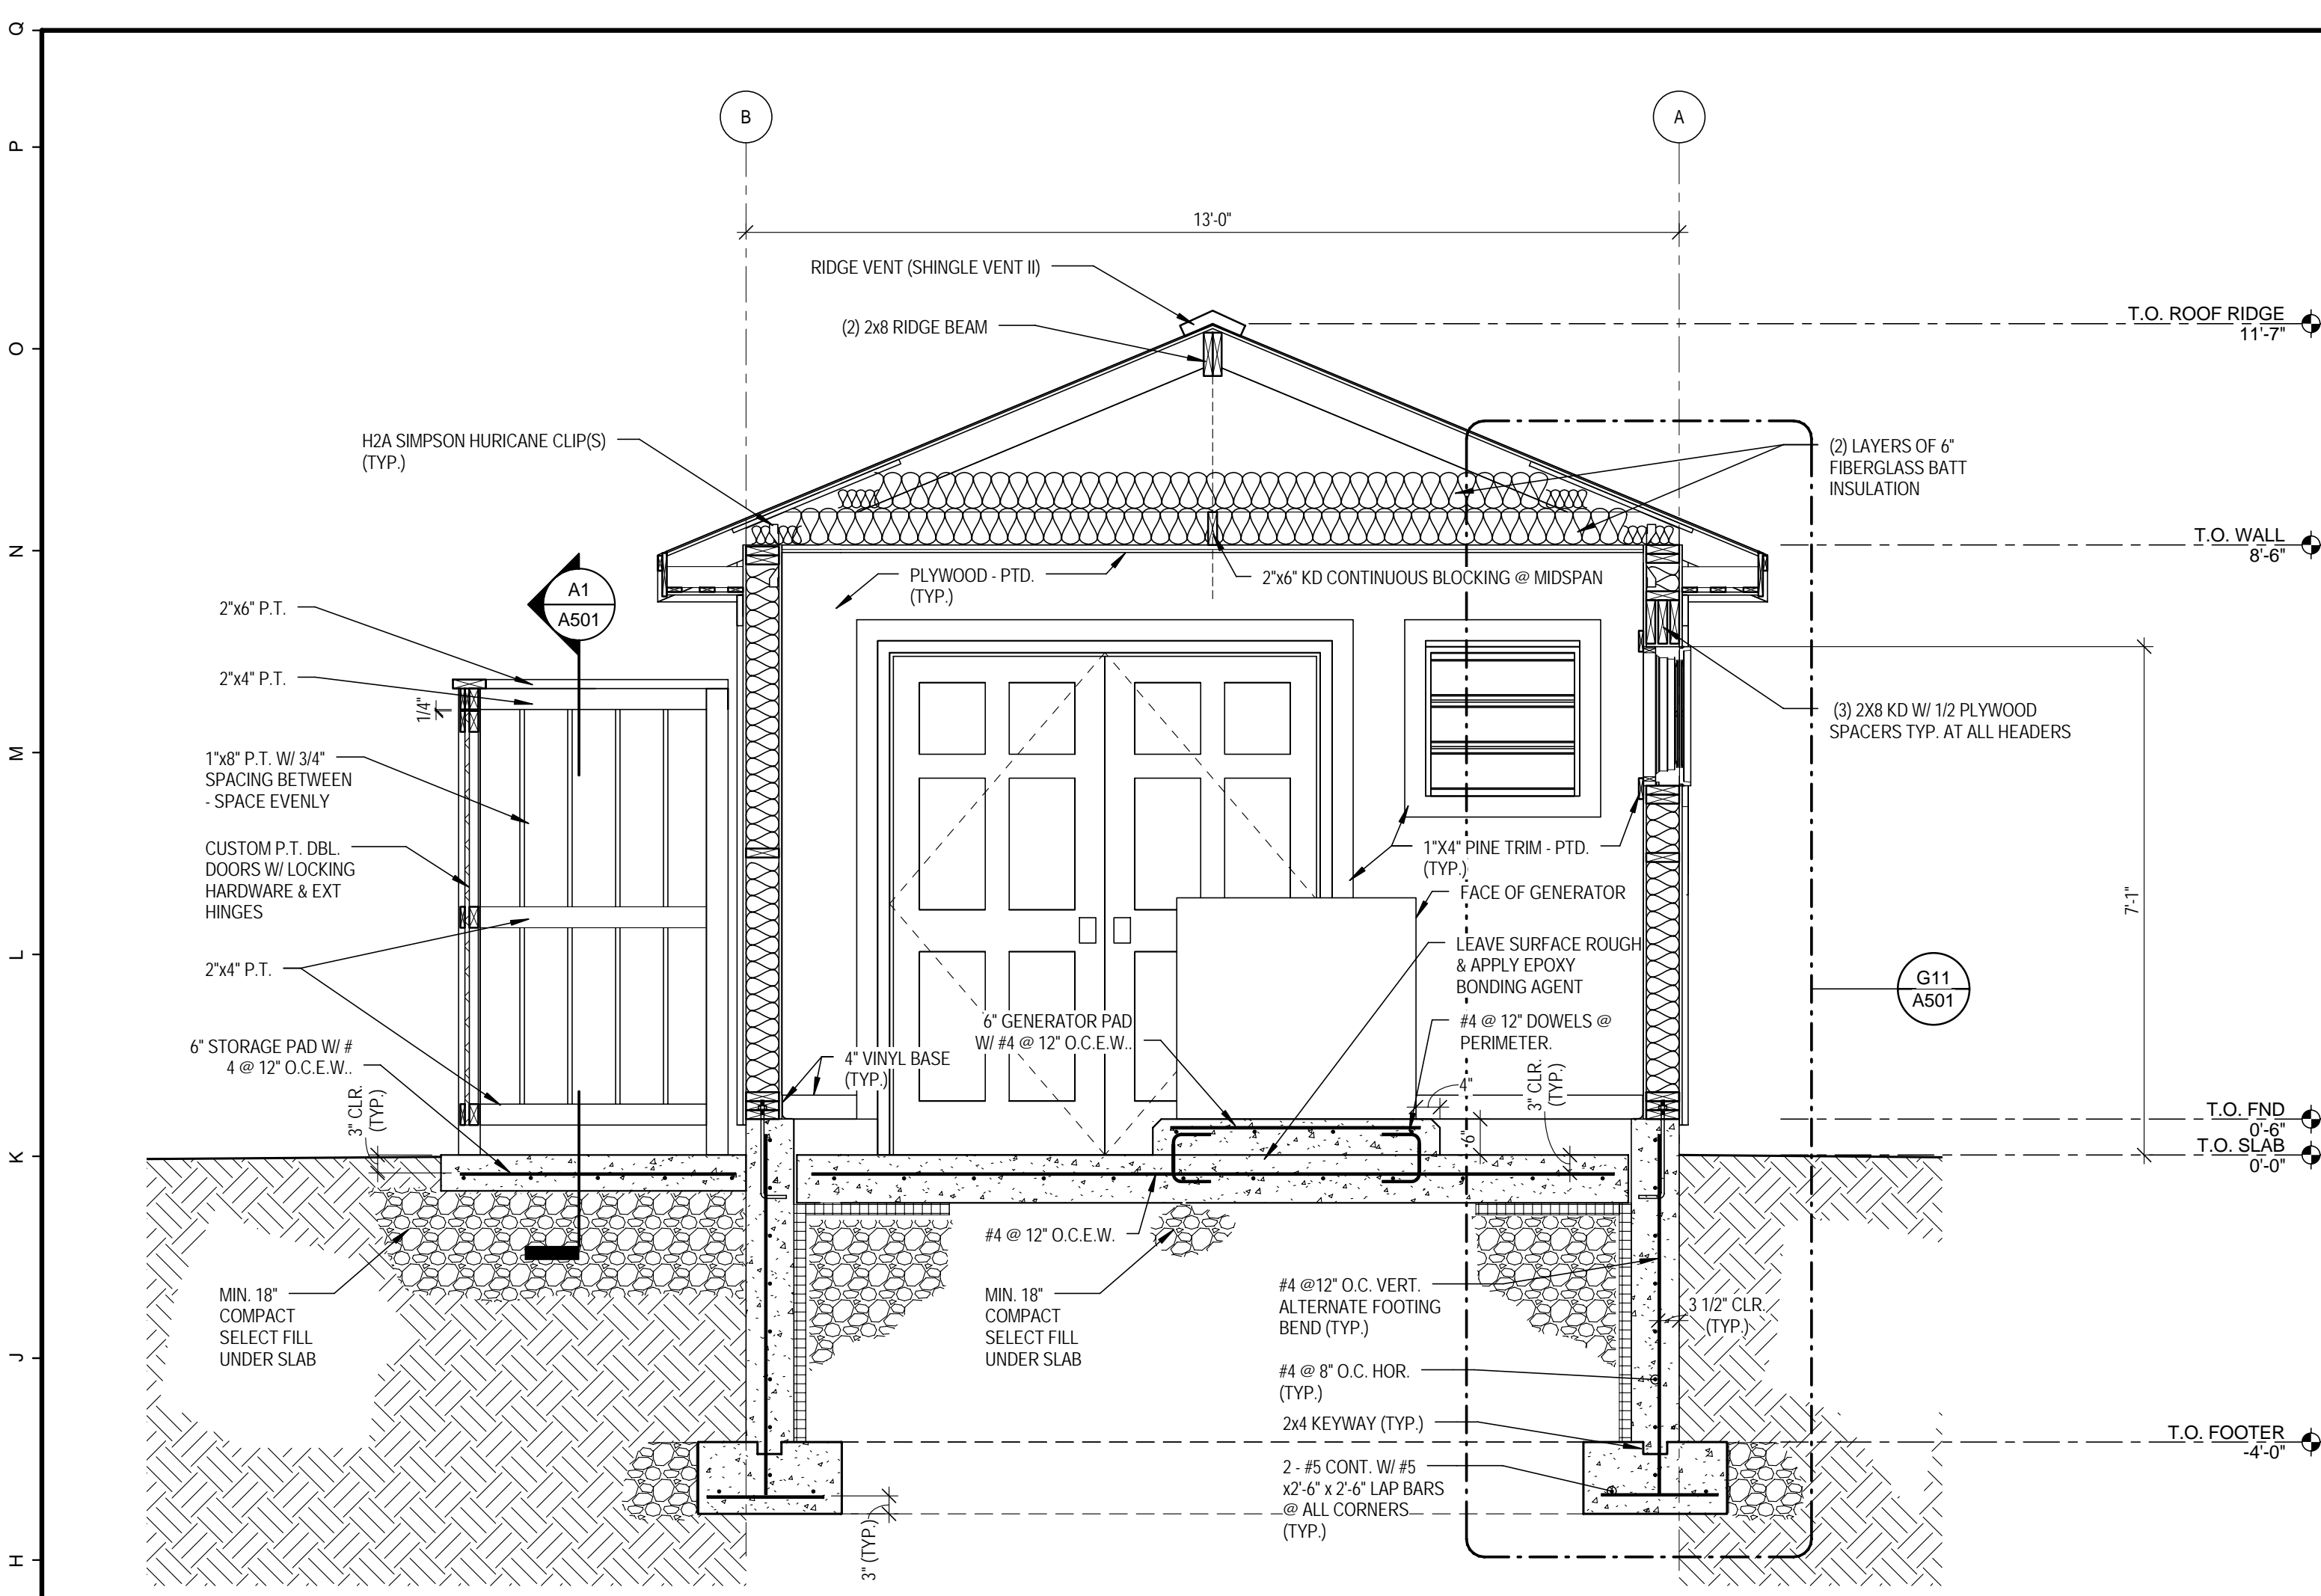 Q
P
O
N
M
L
K
J
H
B
A
13'-0"
RIDGE VENT (SHINGLE VENT II)
(2) 2x8 RIDGE BEAM
T.O. ROOF RIDGE
11'-7"
H2A SIMPSON HURICANE CLIP(S)
(TYP.)
(2) LAYERS OF 6"
FIBERGLASS BATT
INSULATION
T.O. WALL
8'-6"
PLYWOOD - PTD.
(TYP.)
2"x6" KD CONTINUOUS BLOCKING @ MIDSPAN
A1
A501
2"x6" P.T.
2"x4" P.T.
1/4"
(3) 2X8 KD W/ 1/2 PLYWOOD
SPACERS TYP. AT ALL HEADERS
1"x8" P.T. W/ 3/4"
SPACING BETWEEN
- SPACE EVENLY
CUSTOM P.T. DBL.
DOORS W/ LOCKING
HARDWARE & EXT
HINGES
1"X4" PINE TRIM - PTD.
(TYP.)
FACE OF GENERATOR
7'-1"
LEAVE SURFACE ROUGH
& APPLY EPOXY
BONDING AGENT
2"x4" P.T.
G11
A501
6" GENERATOR PAD
W/ #4 @ 12" O.C.E.W..
#4 @ 12" DOWELS @
PERIMETER.
6" STORAGE PAD W/ #
4 @ 12" O.C.E.W..
4" VINYL BASE
(TYP.)
3" CLR.
(TYP.)
4"
3" CLR.
(TYP.)
6"
T.O. FND
0'-6"
T.O. SLAB
0'-0"
#4 @ 12" O.C.E.W.
MIN. 18"
COMPACT
SELECT FILL
UNDER SLAB
MIN. 18"
COMPACT
SELECT FILL
UNDER SLAB
#4 @12" O.C. VERT.
ALTERNATE FOOTING
BEND (TYP.)
3 1/2" CLR.
(TYP.)
#4 @ 8" O.C. HOR.
(TYP.)
2x4 KEYWAY (TYP.)
T.O. FOOTER
-4'-0"
2 - #5 CONT. W/ #5
x2'-6" x 2'-6" LAP BARS
@ ALL CORNERS
(TYP.)
3" (TYP.)